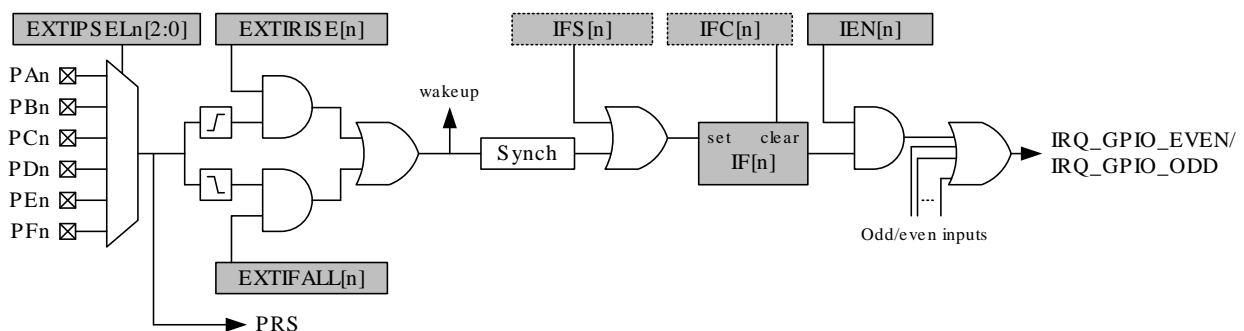 EXTIPSELn[2:0]
EXTIRISE[n]
IFS[n]
IFC[n]
IEN[n]
PAn
PBn
PCn
PDn
PEn
PFn
wakeup
Synch
set clear
IF[n]
IRQ_GPIO_EVEN/
IRQ_GPIO_ODD
...
Odd/even inputs
EXTIFALL[n]
PRS